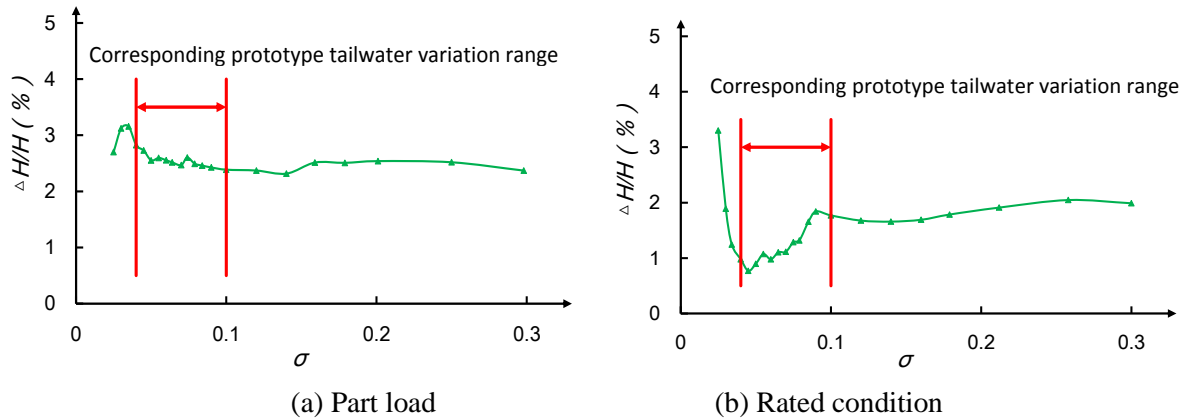 5
Corresponding prototype tailwater variation range
4
3
2
1
0
△H/H ( % )
0
0.1
0.2
0.3
σ
(a) Part load
5
Corresponding prototype tailwater variation range
4
3
2
1
0
△H/H ( % )
0
0.1
0.2
0.3
σ
(b) Rated condition